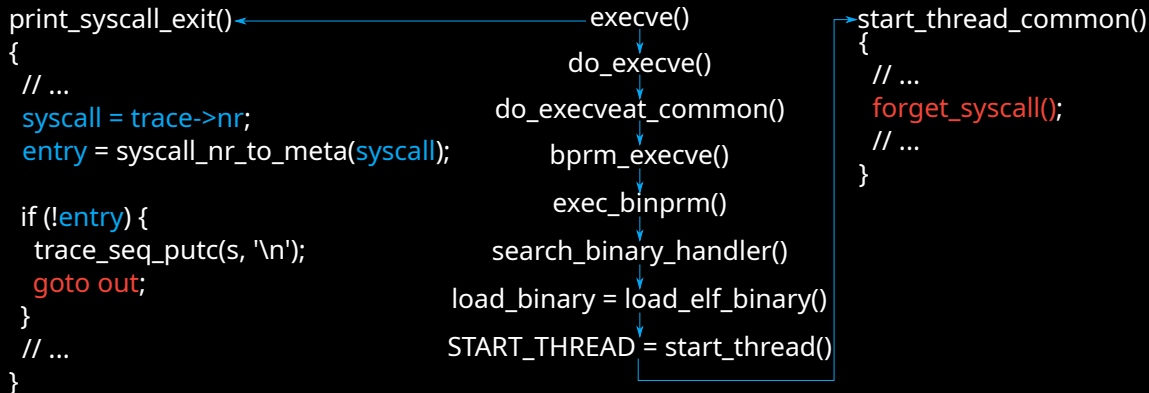 print_syscall_exit()
{
// ...
syscall = trace->nr;
entry = syscall_nr_to_meta(syscall);
if (!entry) {
trace_seq_putc(s, '\n');
goto out;
}
// ...
}
execve()
do_execve()
do_execveat_common()
bprm_execve()
exec_binprm()
search_binary_handler()
load_binary = load_elf_binary()
START_THREAD = start_thread()
start_thread_common()
{
// ...
forget_syscall();
// ...
}